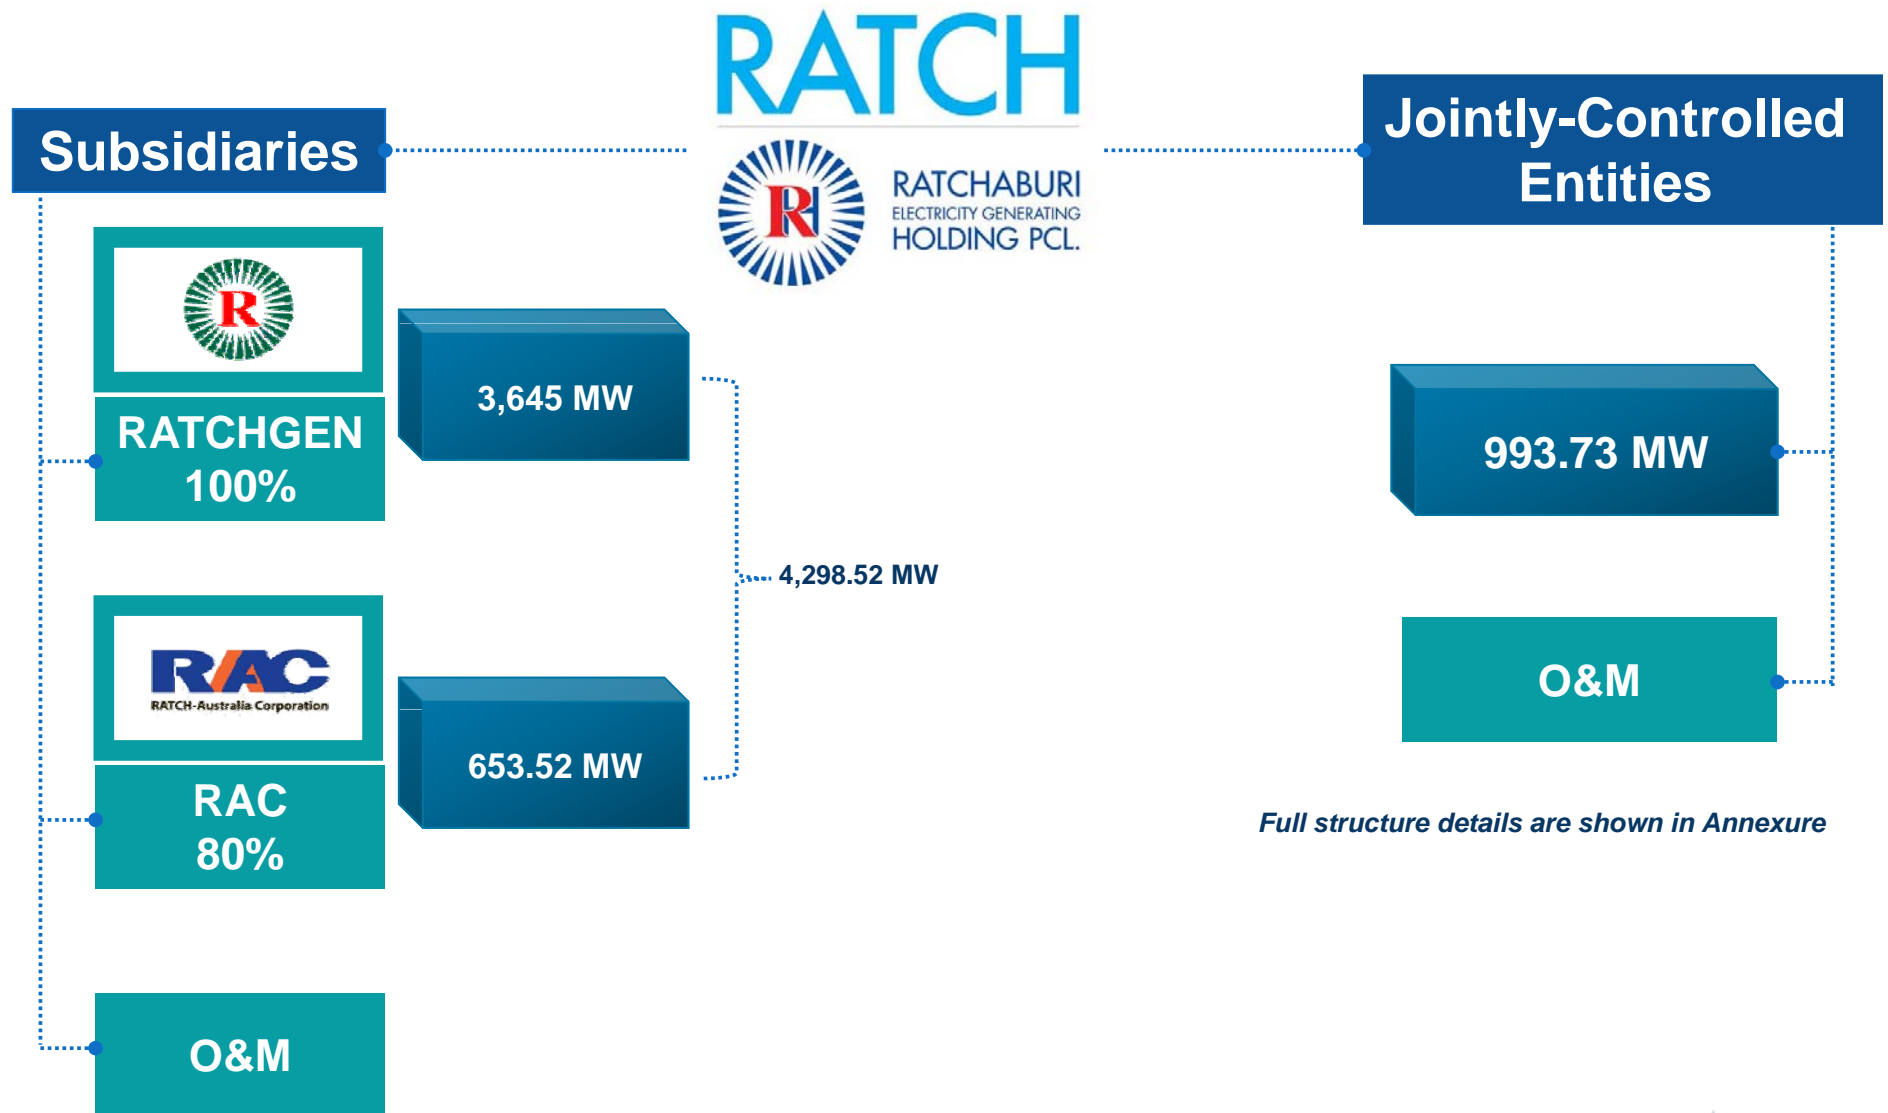 RATCH
RATCHABURI
ELECTRICITY GENERATING
HOLDING PCL.
RH
Subsidiaries
R
RATCHGEN
100%
3,645 MW
RAC
RATCH-Australia Corporation
RAC
80%
653.52 MW
4,298.52 MW
O&M
Jointly-Controlled
Entities
993.73 MW
O&M
Full structure details are shown in Annexure